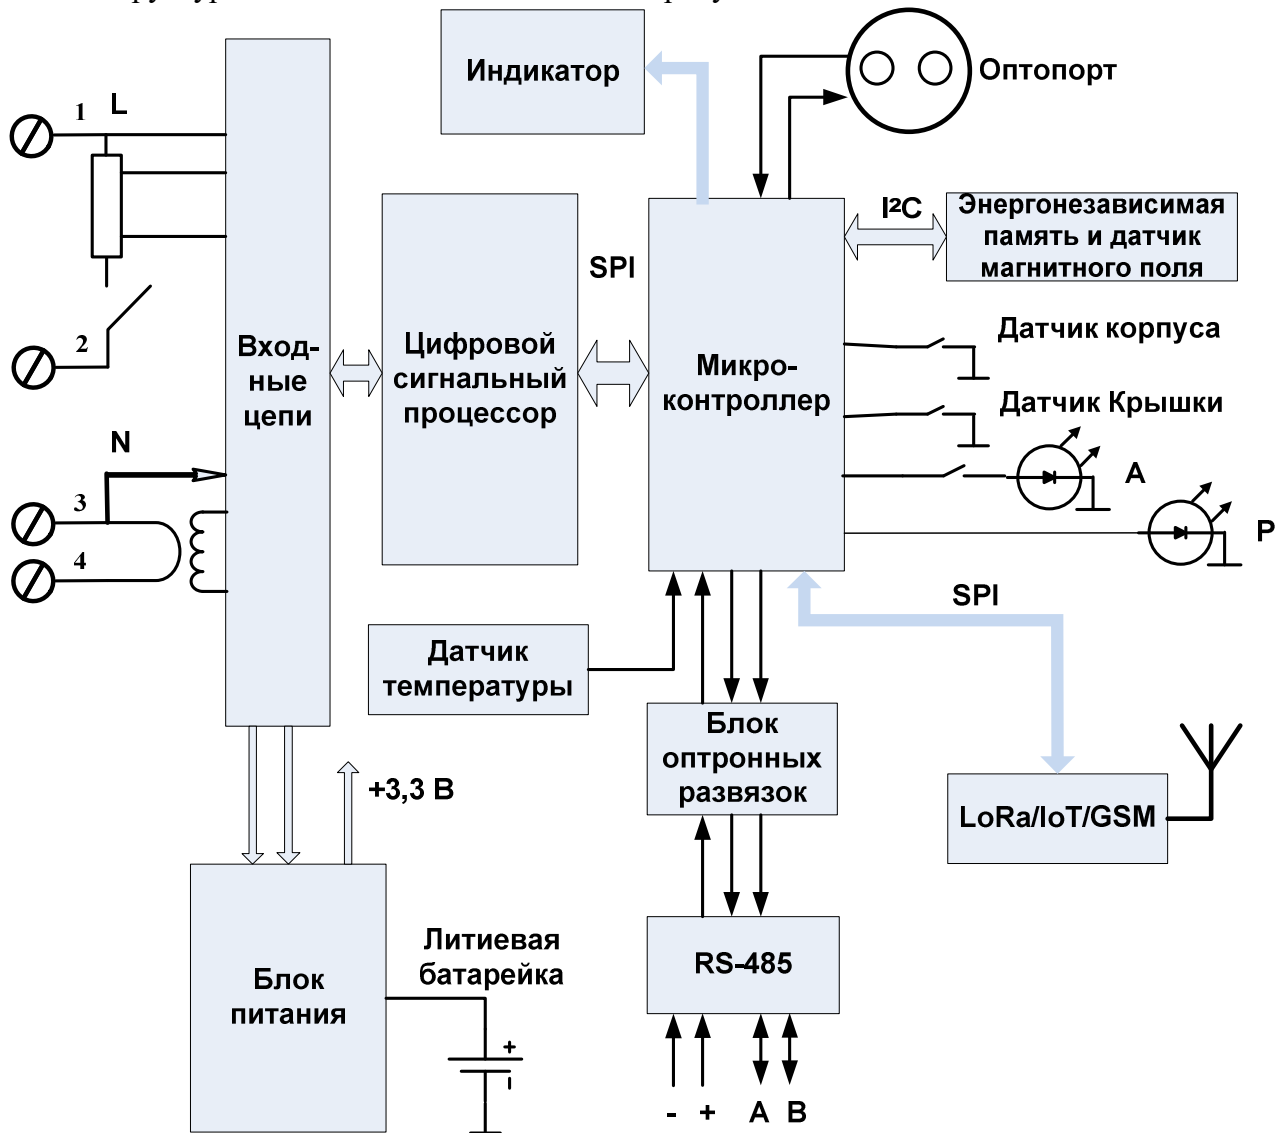 Индикатор
Оптопорт
1 L
I²C
Энергонезависимая
память и датчик
магнитного поля
SPI
Датчик корпуса
2
Вход-
ные
цепи
Цифровой
сигнальный
процессор
Микро-
контроллер
Датчик Крышки
N
A
3
P
4
SPI
Датчик
температуры
Блок
оптронных
развязок
+3,3 В
LoRa/IoT/GSM
Литиевая
батарейка
RS-485
Блок
питания
+
-
- + A B